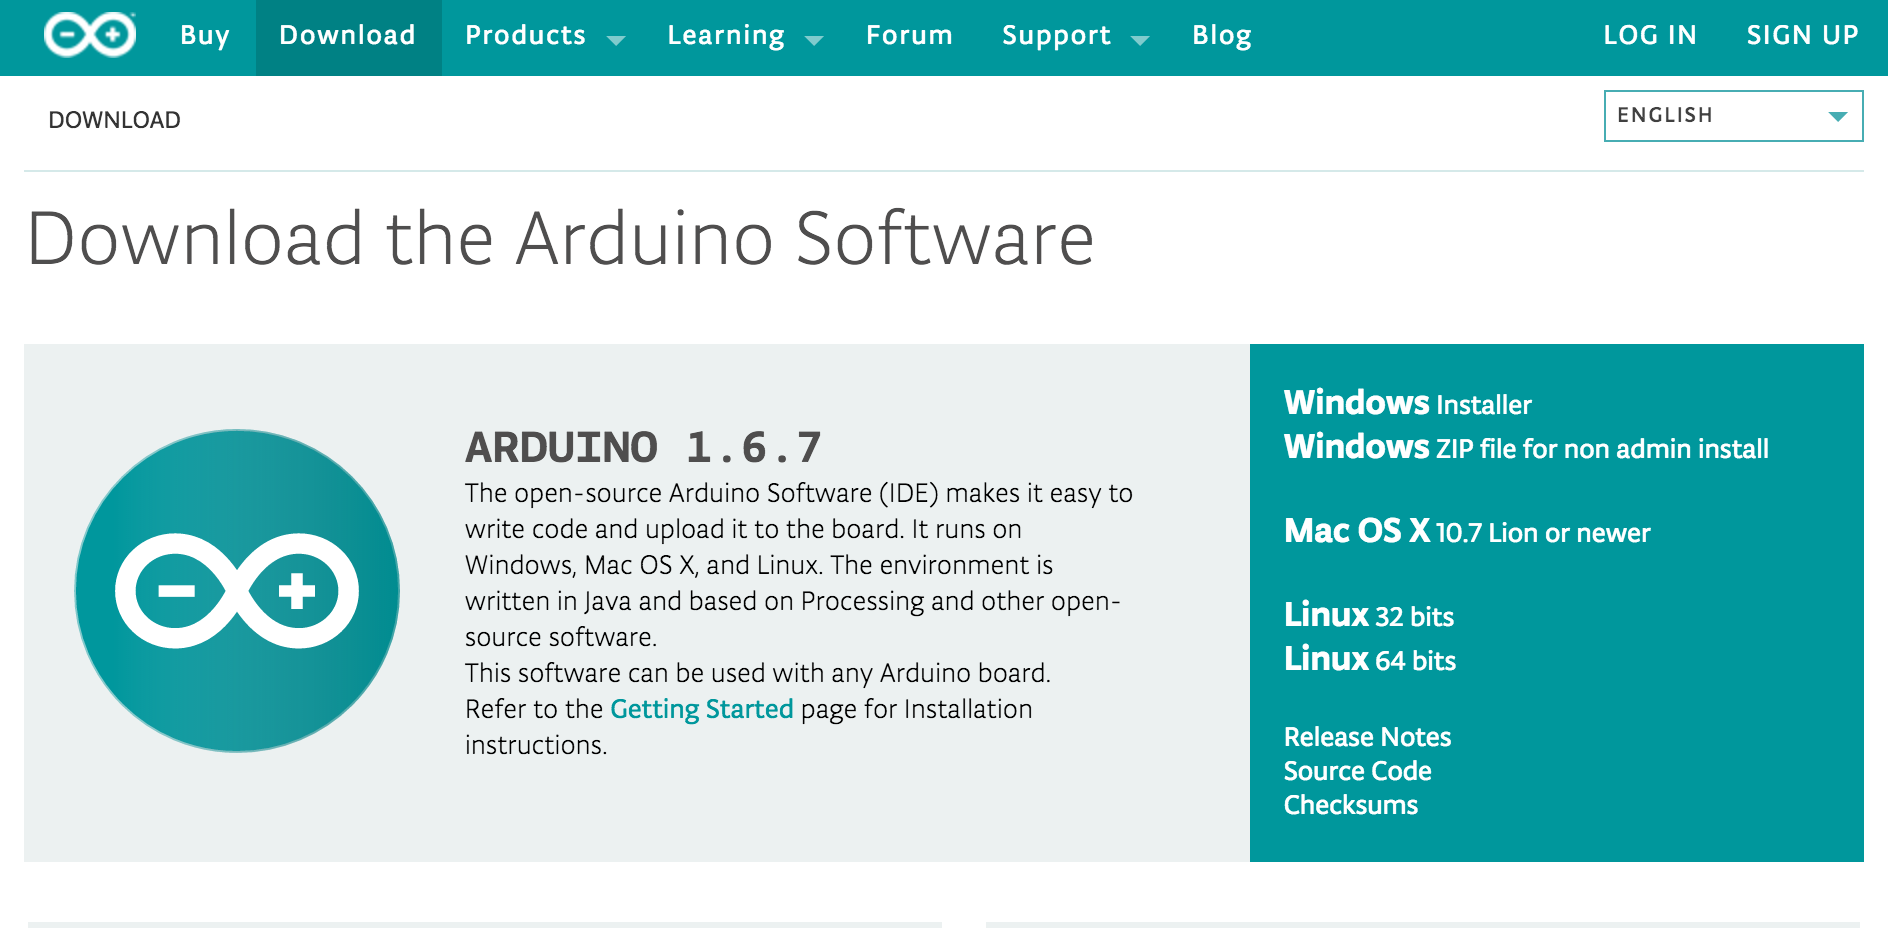 Buy Download Products Learning Forum Support Blog LOG IN SIGN UP
DOWNLOAD
ENGLISH
Download the Arduino Software
ARDUINO 1.6.7
The open-source Arduino Software (IDE) makes it easy to
write code and upload it to the board. It runs on
Windows, Mac OS X, and Linux. The environment is
written in Java and based on Processing and other open-
source software.
This software can be used with any Arduino board.
Refer to the Getting Started page for Installation
instructions.
Windows Installer
Windows ZIP file for non admin install
Mac OS X 10.7 Lion or newer
Linux 32 bits
Linux 64 bits
Release Notes
Source Code
Checksums